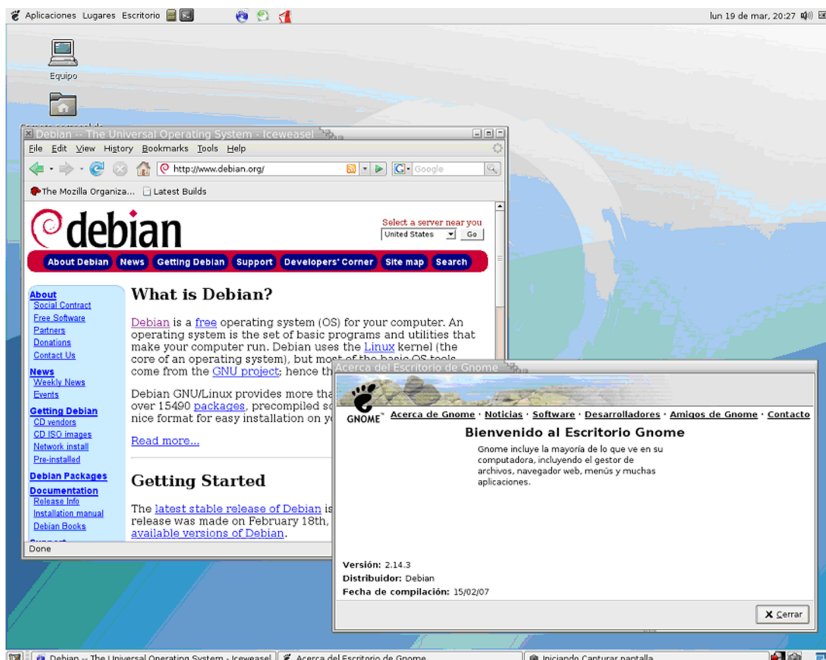 Aplicaciones Lugares Escritorio
lun 19 de mar, 20:27
Equipo
Debian -- The Universal Operating System - Iceweasel
File Edit View History Bookmarks Tools Help
http://www.debian.org/
Google
The Mozilla Organiza... Latest Builds
debian
Select a server near you
United States Go
About Debian News Getting Debian Support Developers' Corner Site map Search
About
Social Contract
Free Software
Partners
Donations
Contact Us
News
Weekly News
Events
Getting Debian
CD vendors
CD ISO images
Network install
Pre-installed
Debian Packages
Documentation
Release Info
Installation manual
Debian Books
What is Debian?
Debian is a free operating system (OS) for your computer. An
operating system is the set of basic programs and utilities that
make your computer run. Debian uses the Linux kernel (the
core of an operating system), but most of the basic OS tools
come from the GNU project; hence th
Debian GNU/Linux provides more tha
over 15490 packages, precompiled so
nice format for easy installation on y
Read more...
Getting Started
The latest stable release of Debian is
release was made on February 18th,
available versions of Debian.
Done
Acerca del Escritorio de Gnome
GNOME™
Acerca de Gnome · Noticias · Software · Desarrolladores · Amigos de Gnome · Contacto
Bienvenido al Escritorio Gnome
Gnome incluye la mayoría de lo que ve en su
computadora, incluyendo el gestor de
archivos, navegador web, menús y muchas
aplicaciones.
Versión: 2.14.3
Distribuidor: Debian
Fecha de compilación: 15/02/07
Cerrar
Debian -- The Universal Operating System - Iceweasel
Acerca del Escritorio de Gnome
Iniciando Capturar pantalla